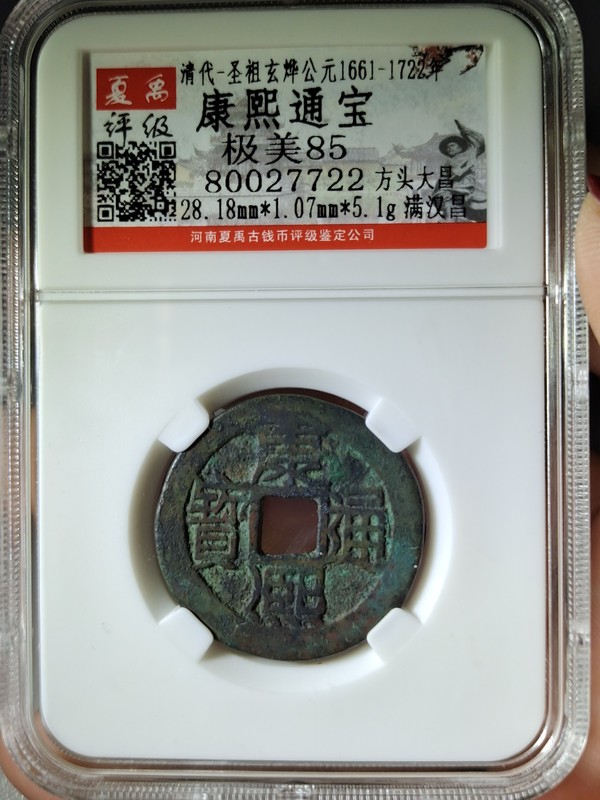 夏禹
评级
清代-圣祖玄烨公元1661-1722年
康熙通宝
极美85
80027722 方头大昌
28.18mm*1.07mm*5.1g 满汉昌
河南夏禹古钱币评级鉴定公司
康熙通寶